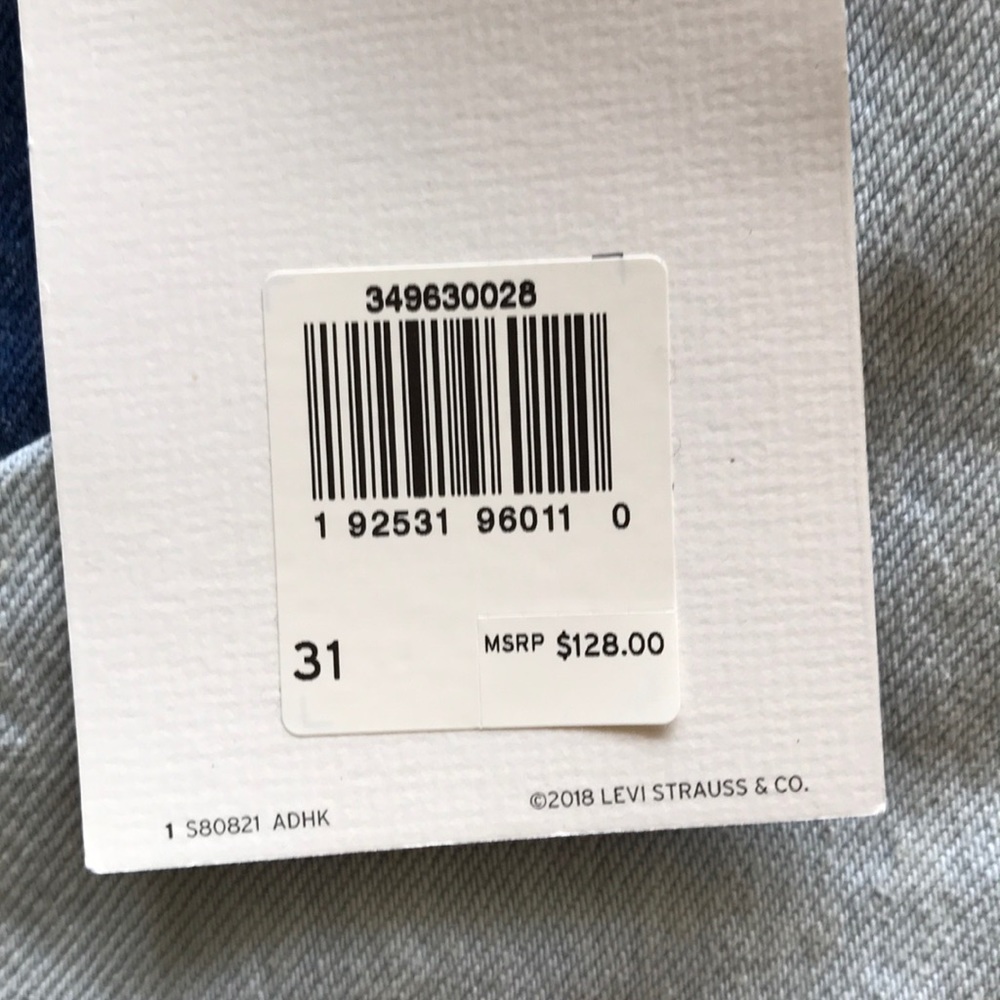 349630028
1 92531 96011 0
31 MSRP $128.00
1 S80821 ADHK ©2018 LEVI STRAUSS & CO.